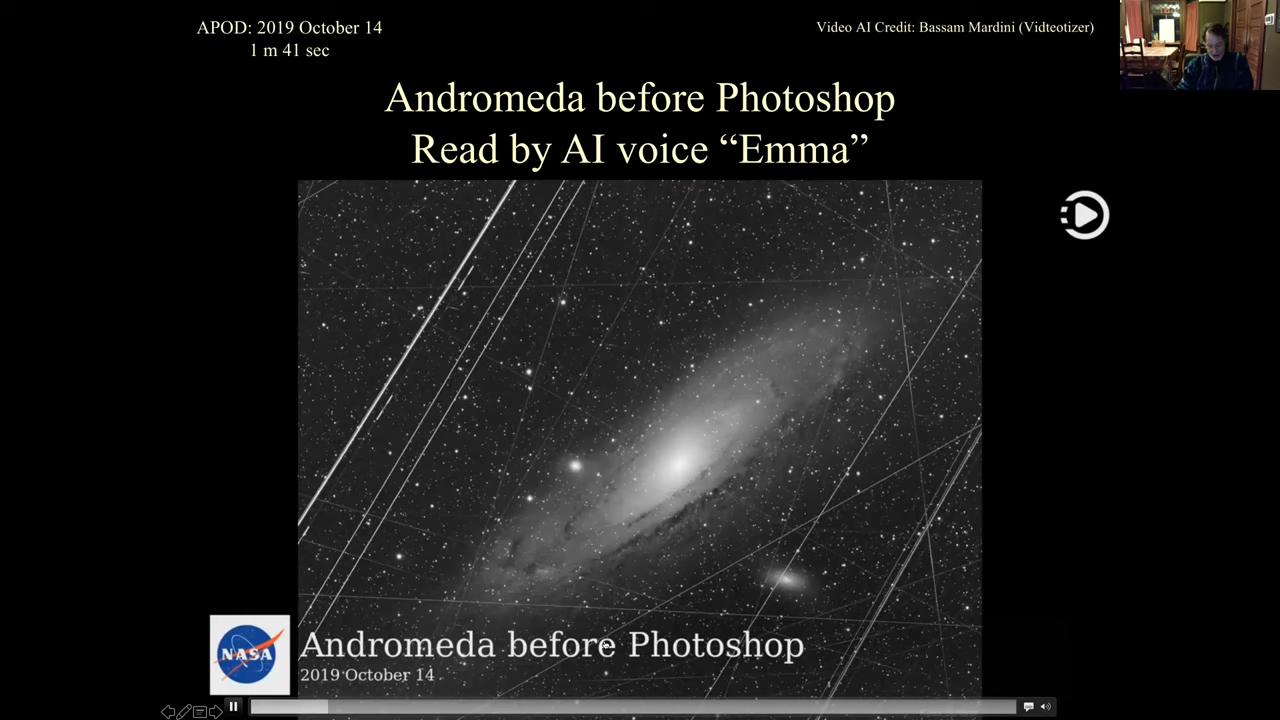 APOD: 2019 October 14
1 m 41 sec
Video AI Credit: Bassam Mardini (Vidteotizer)
Andromeda before Photoshop
Read by AI voice “Emma”
NASA
Andromeda before Photoshop
2019 October 14